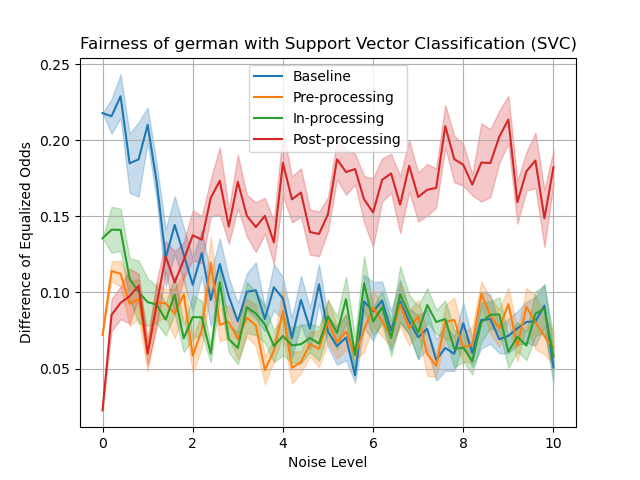 Fairness of german with Support Vector Classification (SVC)
Baseline
Pre-processing
In-processing
Post-processing
Difference of Equalized Odds
0.25
0.20
0.15
0.10
0.05
0 2 4 6 8 10
Noise Level